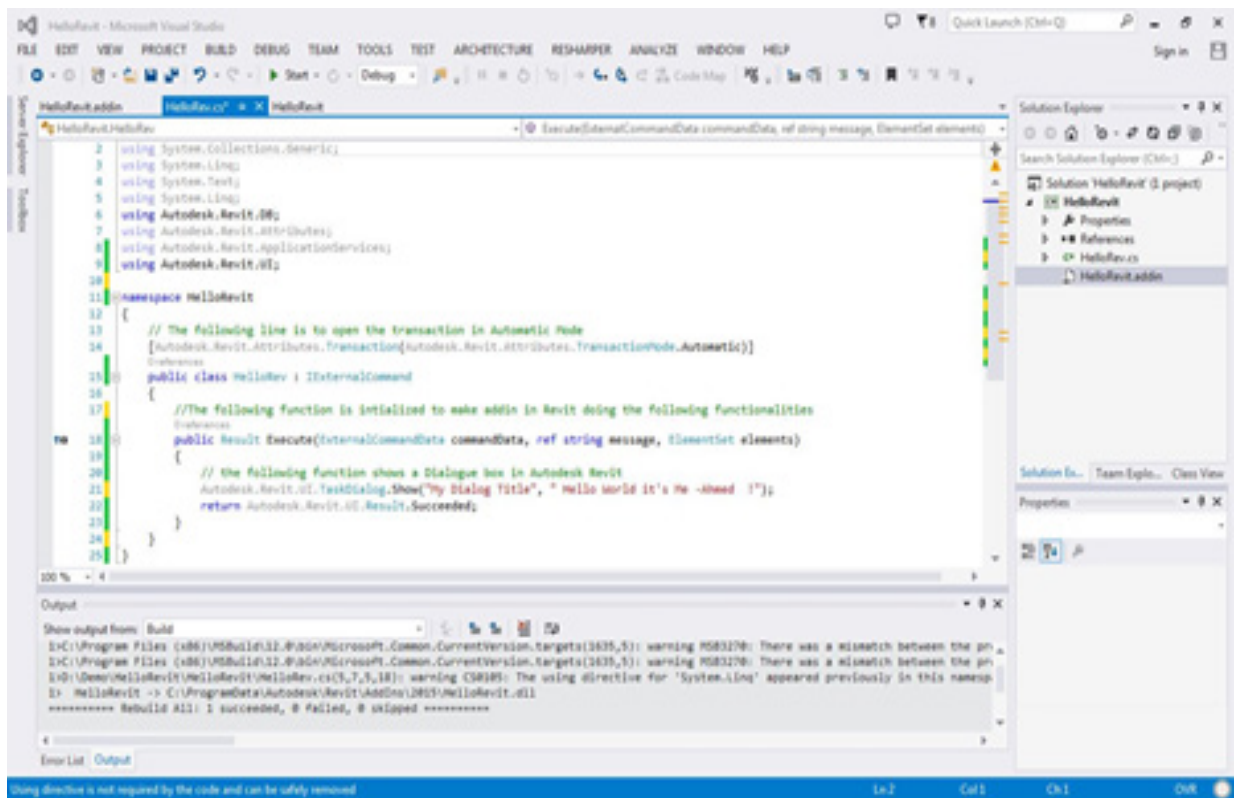 HelloRevit - Microsoft Visual Studio
Quick Launch (Ctrl+Q)
FILE EDIT VIEW PROJECT BUILD DEBUG TEAM TOOLS TEST ARCHITECTURE RESHARPER ANALYZE WINDOW HELP
Sign in
Start Debug Code Map
Server Explorer
Toolbox
HelloRevit.addin HelloRev.cs* HelloRevit
HelloRevit.HelloRev
Execute(ExternalCommandData commandData, ref string message, ElementSet elements)
2 using System.Collections.Generic;
3 using System.Linq;
4 using System.Text;
5 using System.Linq;
6 using Autodesk.Revit.DB;
7 using Autodesk.Revit.Attributes;
8 using Autodesk.Revit.ApplicationServices;
9 using Autodesk.Revit.UI;
10
11 namespace HelloRevit
12 {
13 // The following line is to open the transaction in Automatic Mode
14 [Autodesk.Revit.Attributes.Transaction(Autodesk.Revit.Attributes.TransactionMode.Automatic)]
0 references
15 public class HelloRev : IExternalCommand
16 {
17 //The following function is intialized to make addin in Revit doing the following functionalities
0 references
18 public Result Execute(ExternalCommandData commandData, ref string message, ElementSet elements)
19 {
20 // the following function shows a Dialogue box in Autodesk Revit
21 Autodesk.Revit.UI.TaskDialog.Show("My Dialog Title", " Hello World it's Me -Ahmed !");
22 return Autodesk.Revit.UI.Result.Succeeded;
23 }
24 }
25 }
100 %
Solution Explorer
Search Solution Explorer (Ctrl+;)
Solution 'HelloRevit' (1 project)
HelloRevit
Properties
References
HelloRev.cs
HelloRevit.addin
Solution Ex... Team Explo... Class View
Properties
Output
Show output from: Build
1>C:\Program Files (x86)\MSBuild\12.0\bin\Microsoft.Common.CurrentVersion.targets(1635,5): warning MSB3270: There was a mismatch between the pr
1>C:\Program Files (x86)\MSBuild\12.0\bin\Microsoft.Common.CurrentVersion.targets(1635,5): warning MSB3270: There was a mismatch between the pr
1>D:\Demo\HelloRevit\HelloRevit\HelloRev.cs(5,7,5,18): warning CS0105: The using directive for 'System.Linq' appeared previously in this namesp
1> HelloRevit -> C:\ProgramData\Autodesk\Revit\AddIns\2015\HelloRevit.dll
========== Rebuild All: 1 succeeded, 0 failed, 0 skipped ==========
Error List Output
Using directive is not required by the code and can be safely removed
Ln 2 Col 1 Ch 1 OVR